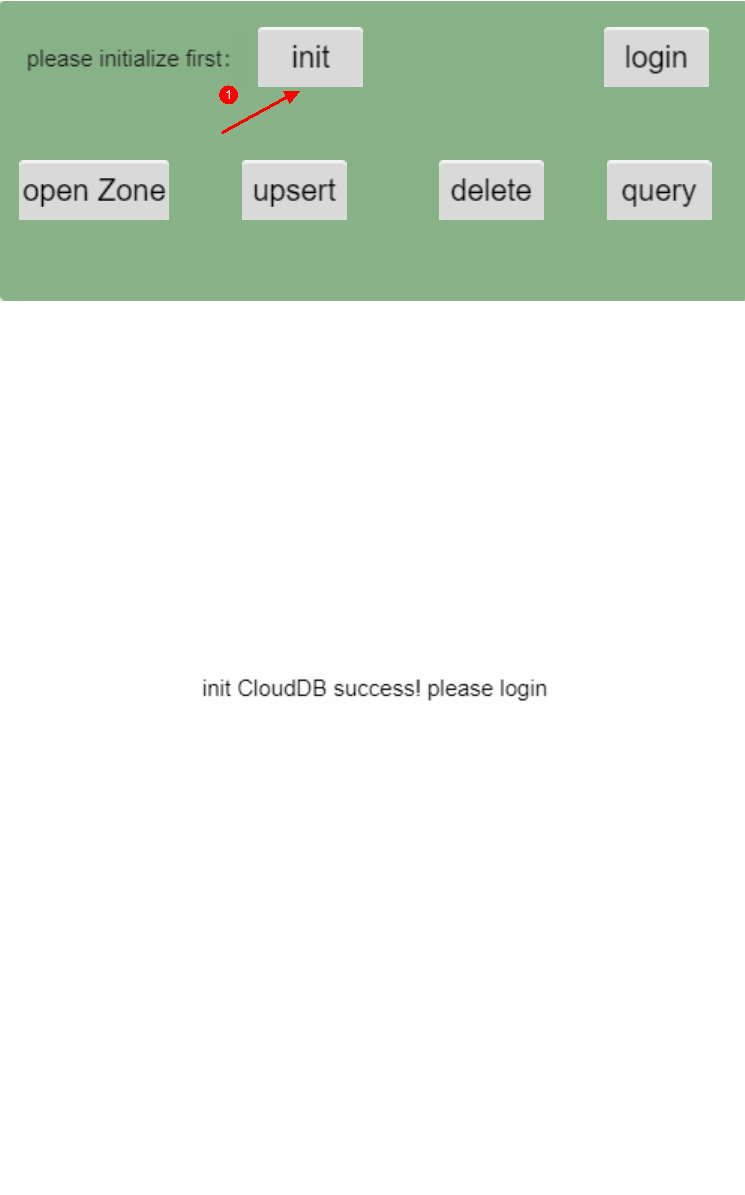 please initialize first: init login
1
open Zone upsert delete query
init CloudDB success! please login